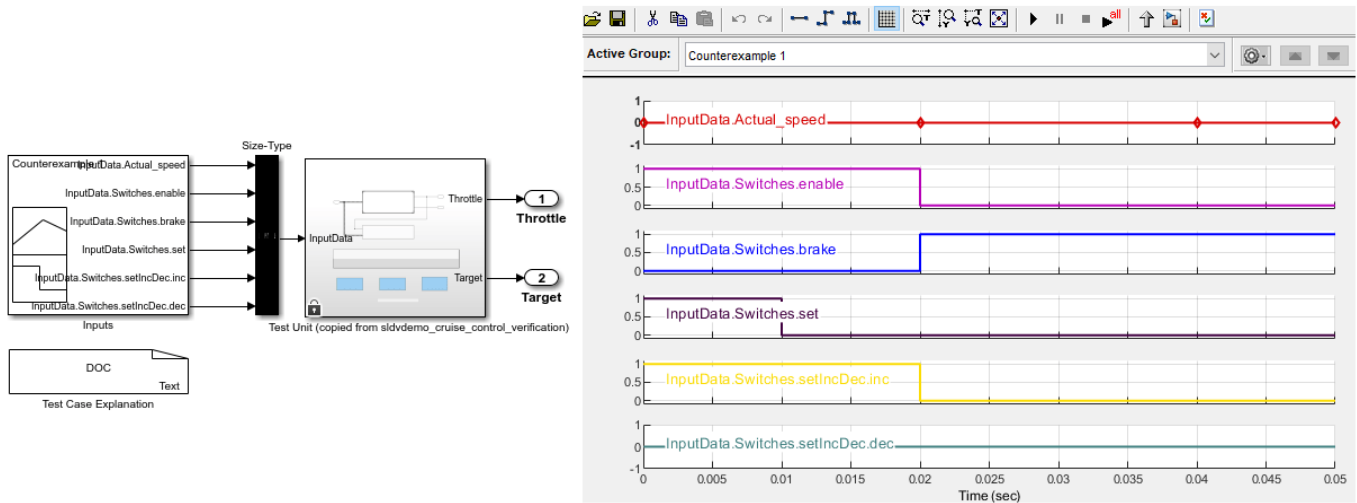 Size-Type
Counterexample 1
InputData.Actual_speed
InputData.Switches.enable
InputData.Switches.brake
InputData.Switches.set
InputData.Switches.setIncDec.inc
InputData.Switches.setIncDec.dec
Inputs
InputData
Throttle
Target
Test Unit (copied from sldvdemo_cruise_control_verification)
1
Throttle
2
Target
DOC
Text
Test Case Explanation
all
Active Group:
Counterexample 1
1
0
-1
InputData.Actual_speed
1
0.5
0
InputData.Switches.enable
1
0.5
0
InputData.Switches.brake
1
0.5
0
InputData.Switches.set
1
0.5
0
InputData.Switches.setIncDec.inc
1
0
-1
InputData.Switches.setIncDec.dec
0 0.005 0.01 0.015 0.02 0.025 0.03 0.035 0.04 0.045 0.05
Time (sec)